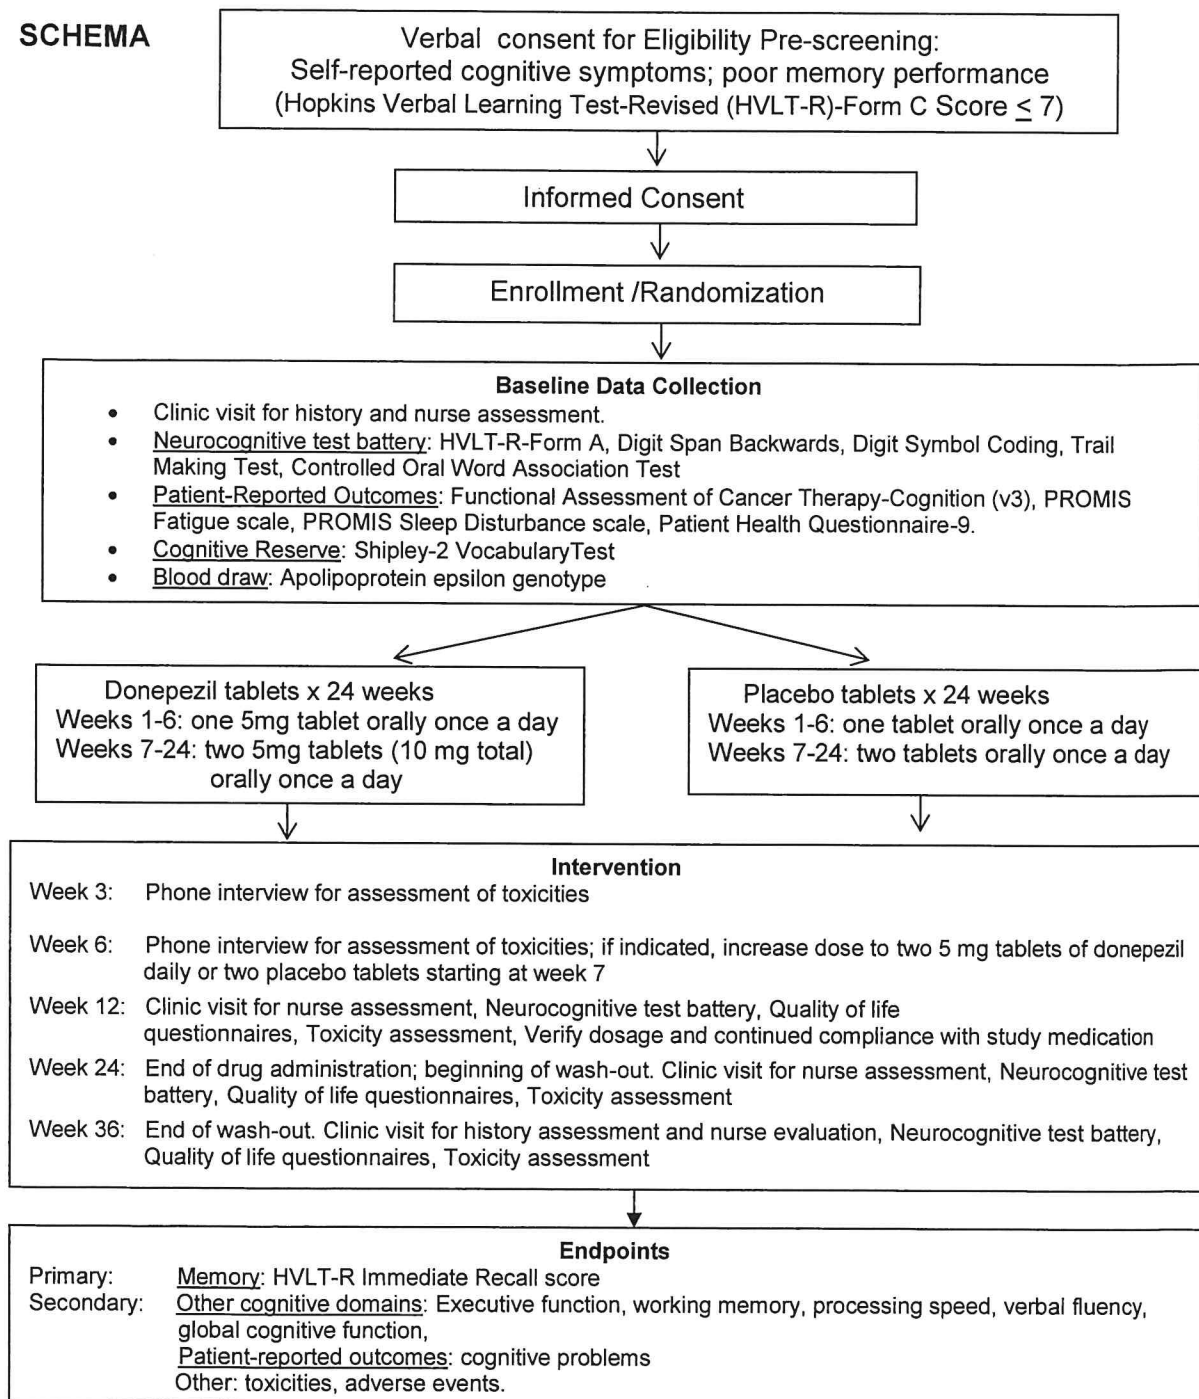 SCHEMA
Verbal consent for Eligibility Pre-screening:
Self-reported cognitive symptoms; poor memory performance
(Hopkins Verbal Learning Test-Revised (HVLT-R)-Form C Score ≤ 7)
Informed Consent
Enrollment /Randomization
Baseline Data Collection
• Clinic visit for history and nurse assessment.
• Neurocognitive test battery: HVLT-R-Form A, Digit Span Backwards, Digit Symbol Coding, Trail
Making Test, Controlled Oral Word Association Test
• Patient-Reported Outcomes: Functional Assessment of Cancer Therapy-Cognition (v3), PROMIS
Fatigue scale, PROMIS Sleep Disturbance scale, Patient Health Questionnaire-9.
• Cognitive Reserve: Shipley-2 VocabularyTest
• Blood draw: Apolipoprotein epsilon genotype
Donepezil tablets x 24 weeks
Weeks 1-6: one 5mg tablet orally once a day
Weeks 7-24: two 5mg tablets (10 mg total)
orally once a day
Placebo tablets x 24 weeks
Weeks 1-6: one tablet orally once a day
Weeks 7-24: two tablets orally once a day
Intervention
Week 3: Phone interview for assessment of toxicities
Week 6: Phone interview for assessment of toxicities; if indicated, increase dose to two 5 mg tablets of donepezil
daily or two placebo tablets starting at week 7
Week 12: Clinic visit for nurse assessment, Neurocognitive test battery, Quality of life
questionnaires, Toxicity assessment, Verify dosage and continued compliance with study medication
Week 24: End of drug administration; beginning of wash-out. Clinic visit for nurse assessment, Neurocognitive test
battery, Quality of life questionnaires, Toxicity assessment
Week 36: End of wash-out. Clinic visit for history assessment and nurse evaluation, Neurocognitive test battery,
Quality of life questionnaires, Toxicity assessment
Endpoints
Primary: Memory: HVLT-R Immediate Recall score
Secondary: Other cognitive domains: Executive function, working memory, processing speed, verbal fluency,
global cognitive function,
Patient-reported outcomes: cognitive problems
Other: toxicities, adverse events.